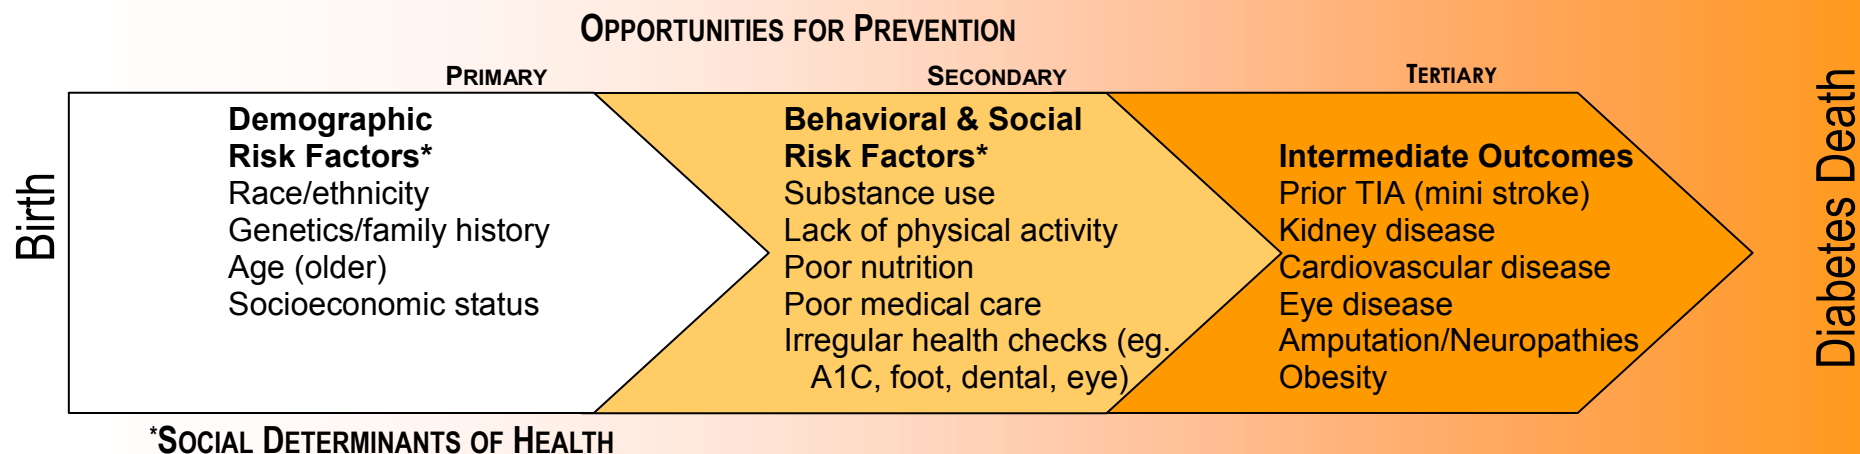 OPPORTUNITIES FOR PREVENTION
PRIMARY
SECONDARY
TERTIARY
Birth
Demographic
Risk Factors*
Race/ethnicity
Genetics/family history
Age (older)
Socioeconomic status
Behavioral & Social
Risk Factors*
Substance use
Lack of physical activity
Poor nutrition
Poor medical care
Irregular health checks (eg.
A1C, foot, dental, eye)
Intermediate Outcomes
Prior TIA (mini stroke)
Kidney disease
Cardiovascular disease
Eye disease
Amputation/Neuropathies
Obesity
Diabetes Death
*SOCIAL DETERMINANTS OF HEALTH